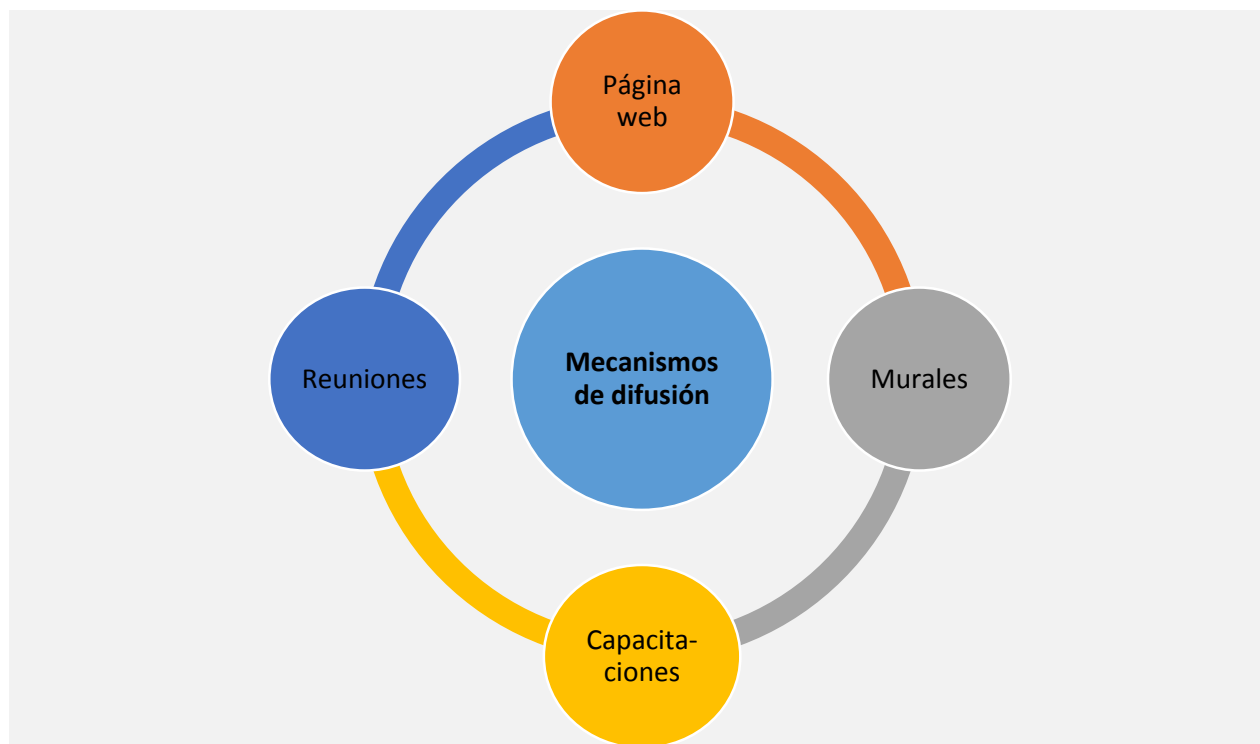 Página
web
Reuniones
Mecanismos
de difusión
Murales
Capacita-
ciones